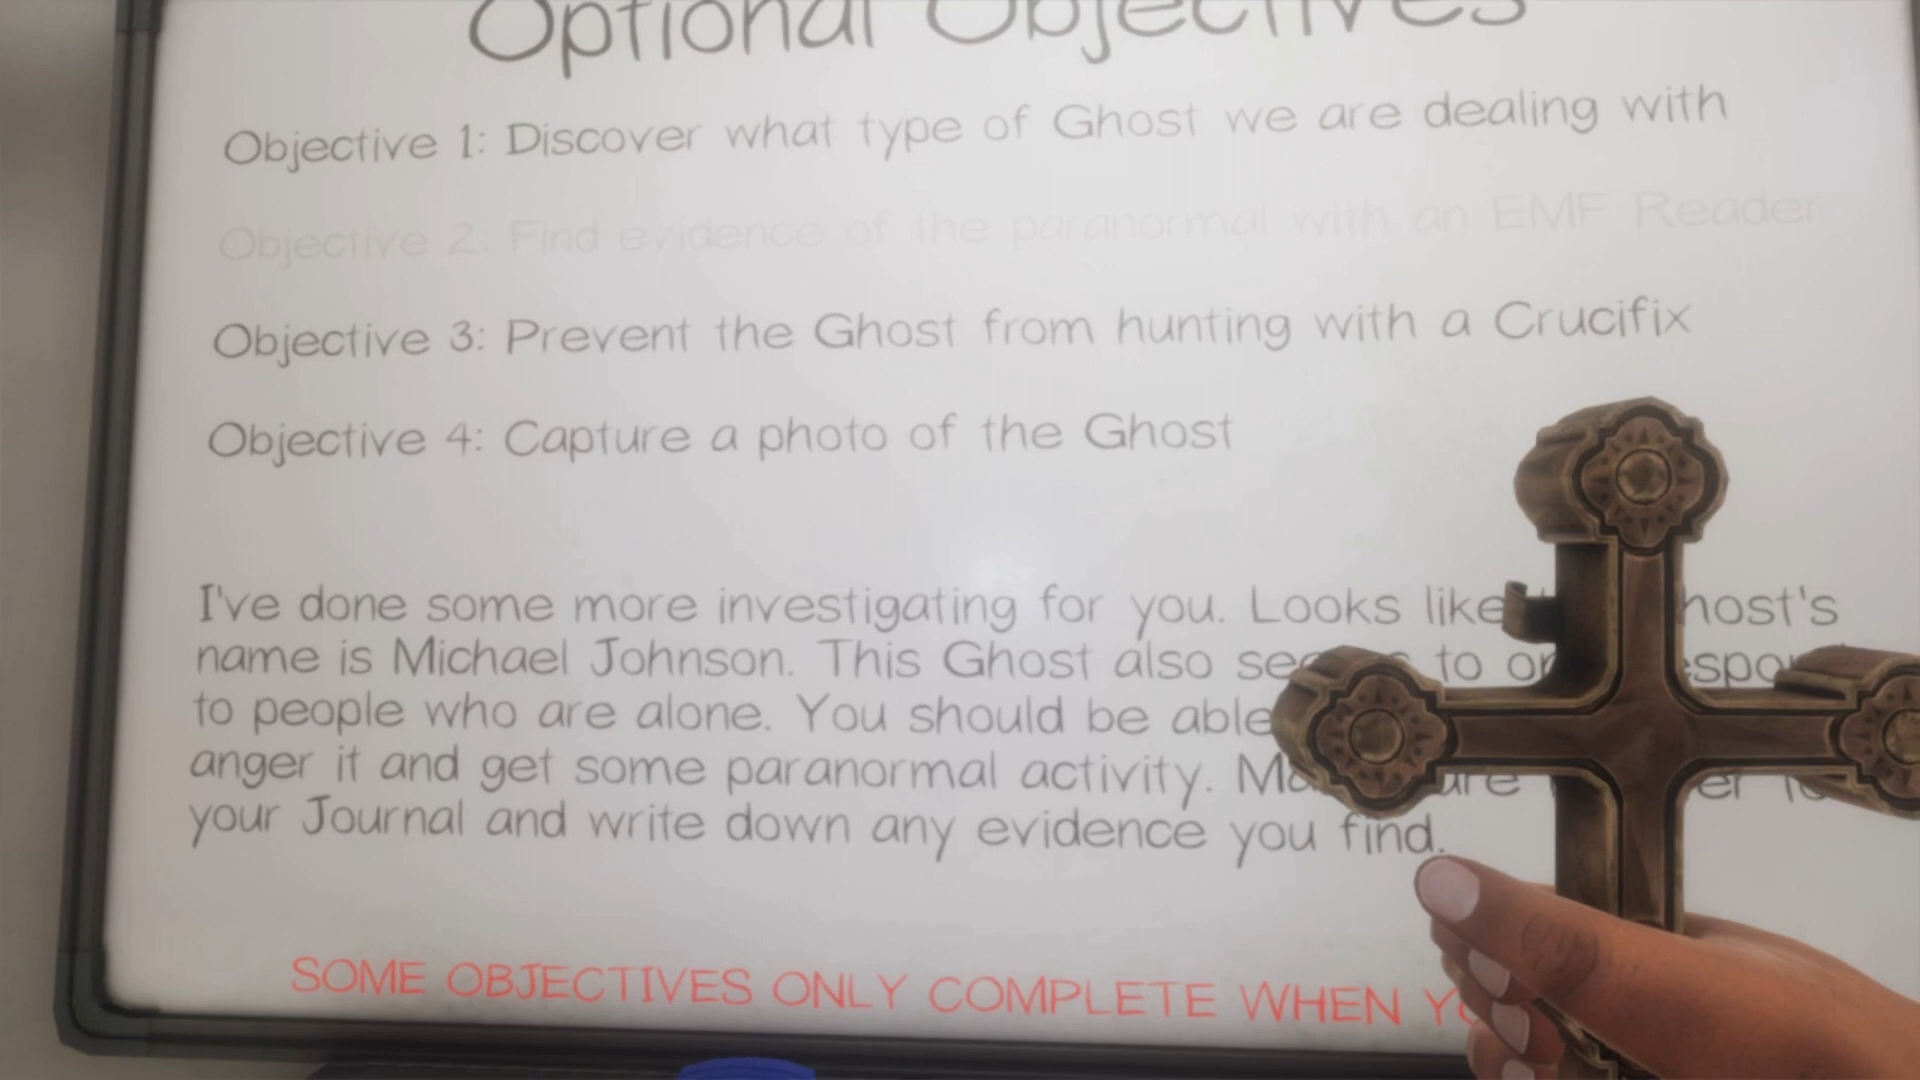 Optional Objectives
Objective 1: Discover what type of Ghost we are dealing with
Objective 2: Find evidence of the paranormal with an EMF Reader
Objective 3: Prevent the Ghost from hunting with a Crucifix
Objective 4: Capture a photo of the Ghost
I've done some more investigating for you. Looks like
name is Michael Johnson. This Ghost also to
to people who are alone. You should be able
anger it and get some paranormal activity.
your Journal and write down any evidence you find.
SOME OBJECTIVES ONLY COMPLETE WHEN